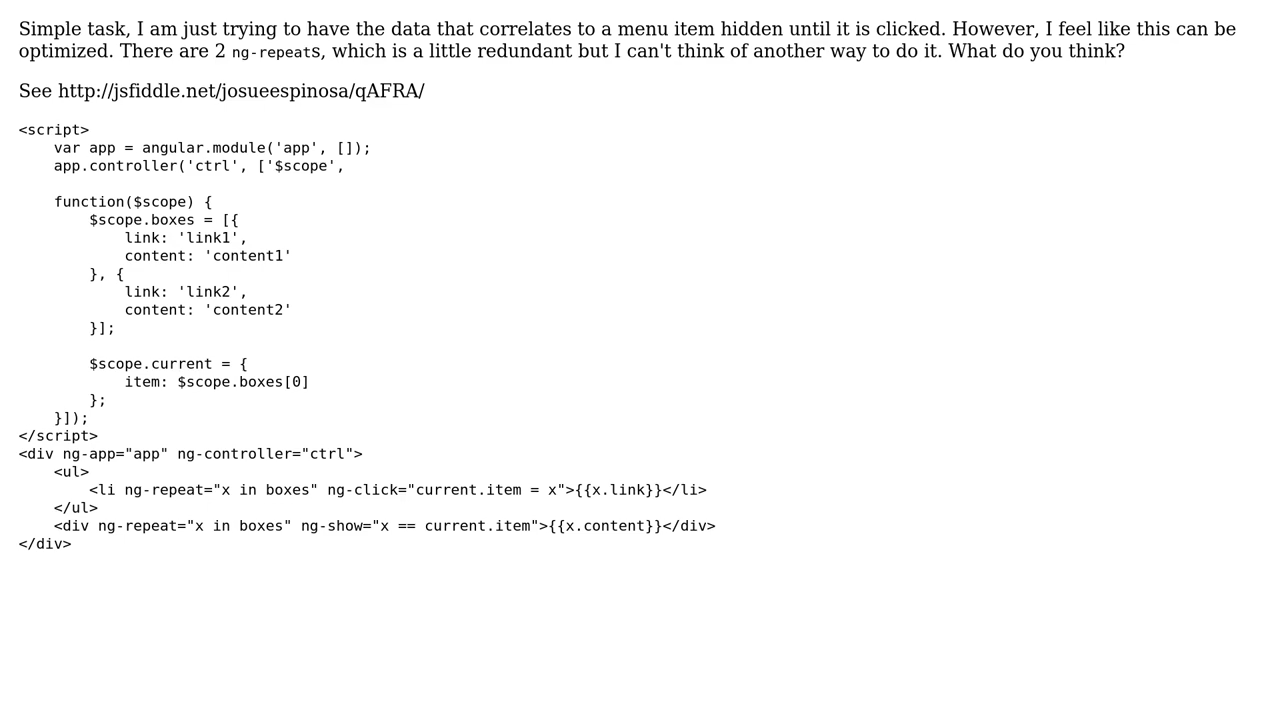 Simple task, I am just trying to have the data that correlates to a menu item hidden until it is clicked. However, I feel like this can be
optimized. There are 2 ng-repeats, which is a little redundant but I can't think of another way to do it. What do you think?
See http://jsfiddle.net/josueespinosa/qAFRA/
<script>
    var app = angular.module('app', []);
    app.controller('ctrl', ['$scope',
    function($scope) {
        $scope.boxes = [{
            link: 'link1',
            content: 'content1'
        }, {
            link: 'link2',
            content: 'content2'
        }];
        $scope.current = {
            item: $scope.boxes[0]
        };
    }]);
</script>
<div ng-app="app" ng-controller="ctrl">
    <ul>
        <li ng-repeat="x in boxes" ng-click="current.item = x">{{x.link}}</li>
    </ul>
    <div ng-repeat="x in boxes" ng-show="x == current.item">{{x.content}}</div>
</div>